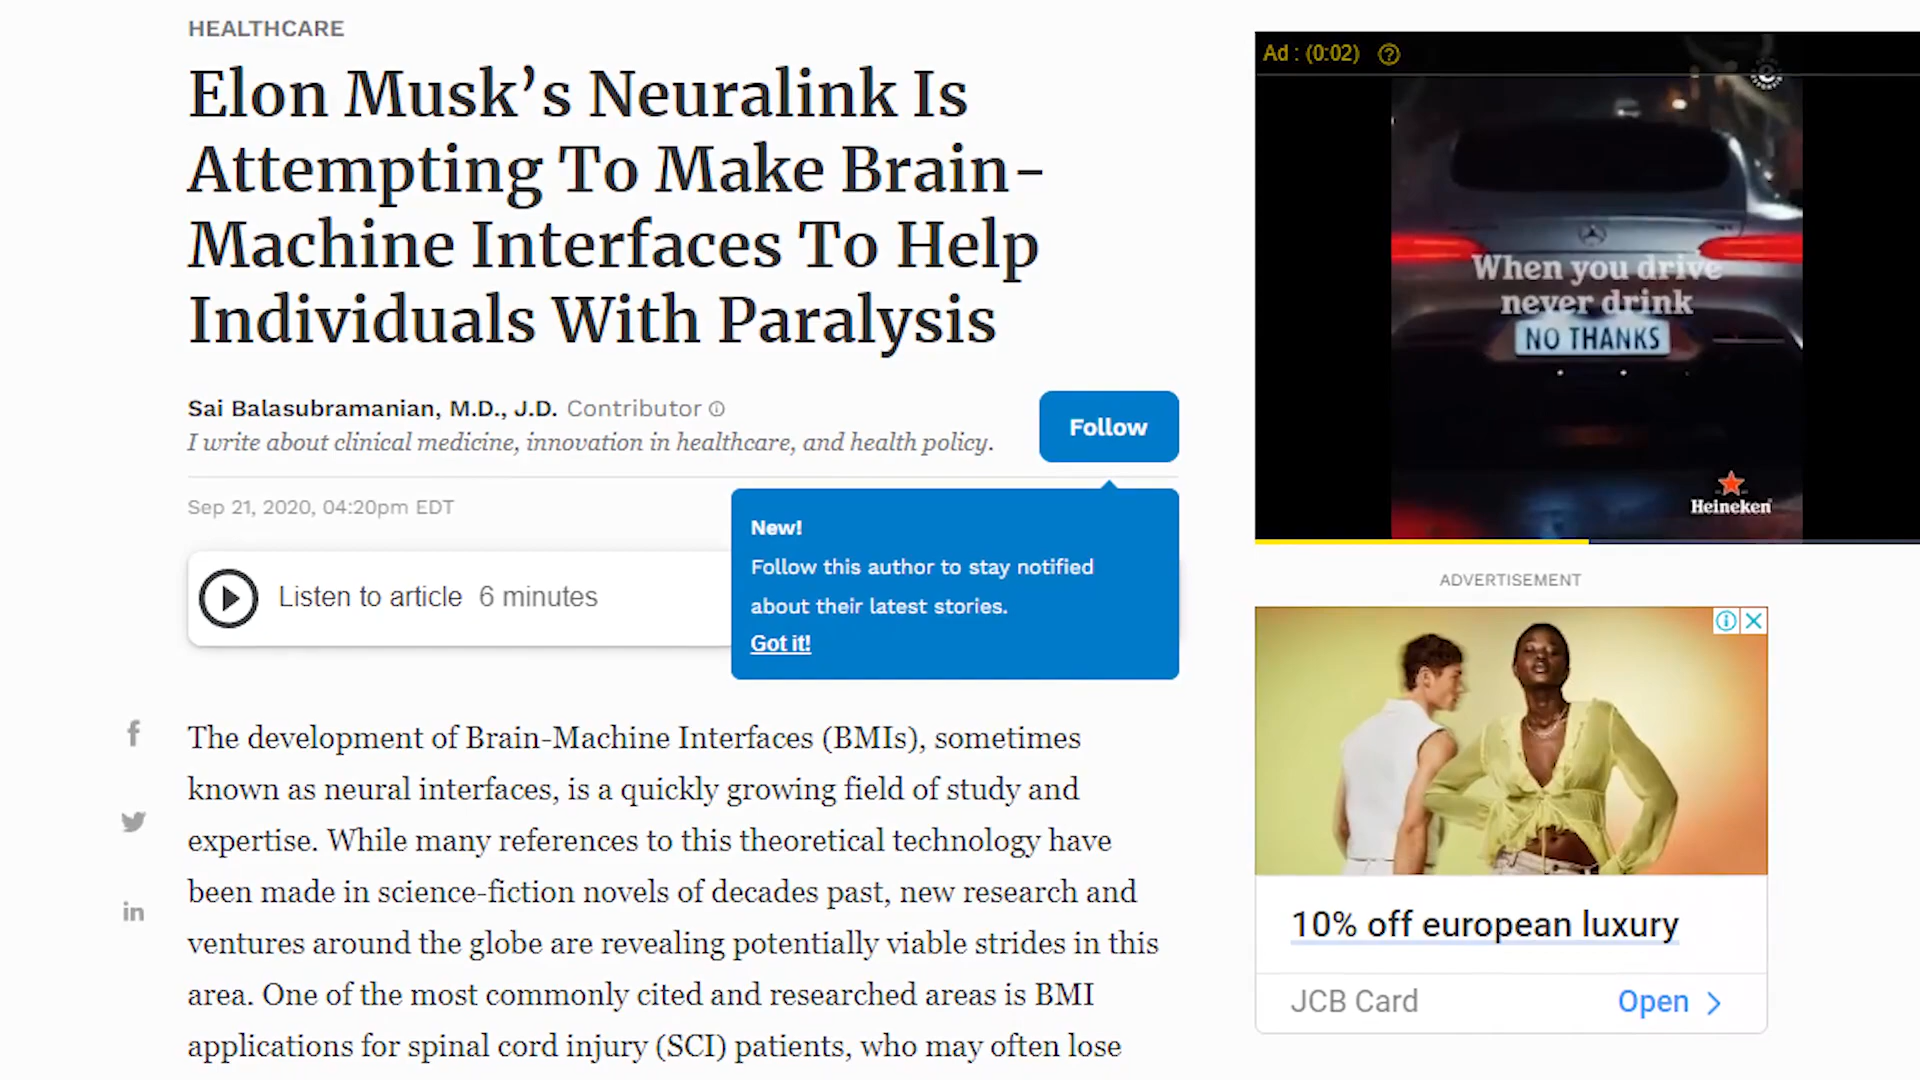 HEALTHCARE
Elon Musk’s Neuralink Is
Attempting To Make Brain-
Machine Interfaces To Help
Individuals With Paralysis
Sai Balasubramanian, M.D., J.D. Contributor
I write about clinical medicine, innovation in healthcare, and health policy.
Follow
Sep 21, 2020, 04:20pm EDT
New!
Follow this author to stay notified
about their latest stories.
Got it!
Listen to article 6 minutes
The development of Brain-Machine Interfaces (BMIs), sometimes
known as neural interfaces, is a quickly growing field of study and
expertise. While many references to this theoretical technology have
been made in science-fiction novels of decades past, new research and
ventures around the globe are revealing potentially viable strides in this
area. One of the most commonly cited and researched areas is BMI
applications for spinal cord injury (SCI) patients, who may often lose
f
in
Ad : (0:02)
When you drive
never drink
NO THANKS
Heineken
ADVERTISEMENT
10% off european luxury
JCB Card
Open